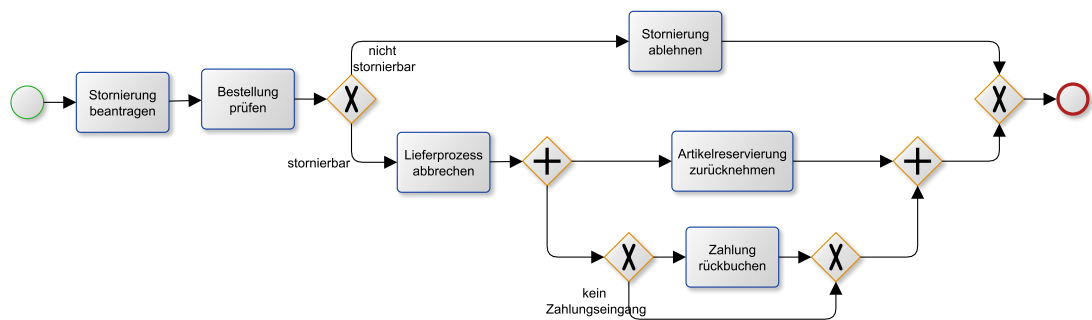 Stornierung
beantragen
Bestellung
prüfen
nicht
stornierbar
Stornierung
ablehnen
stornierbar
Lieferprozess
abbrechen
Artikelreservierung
zurücknehmen
Zahlung
rückbuchen
kein
Zahlungseingang